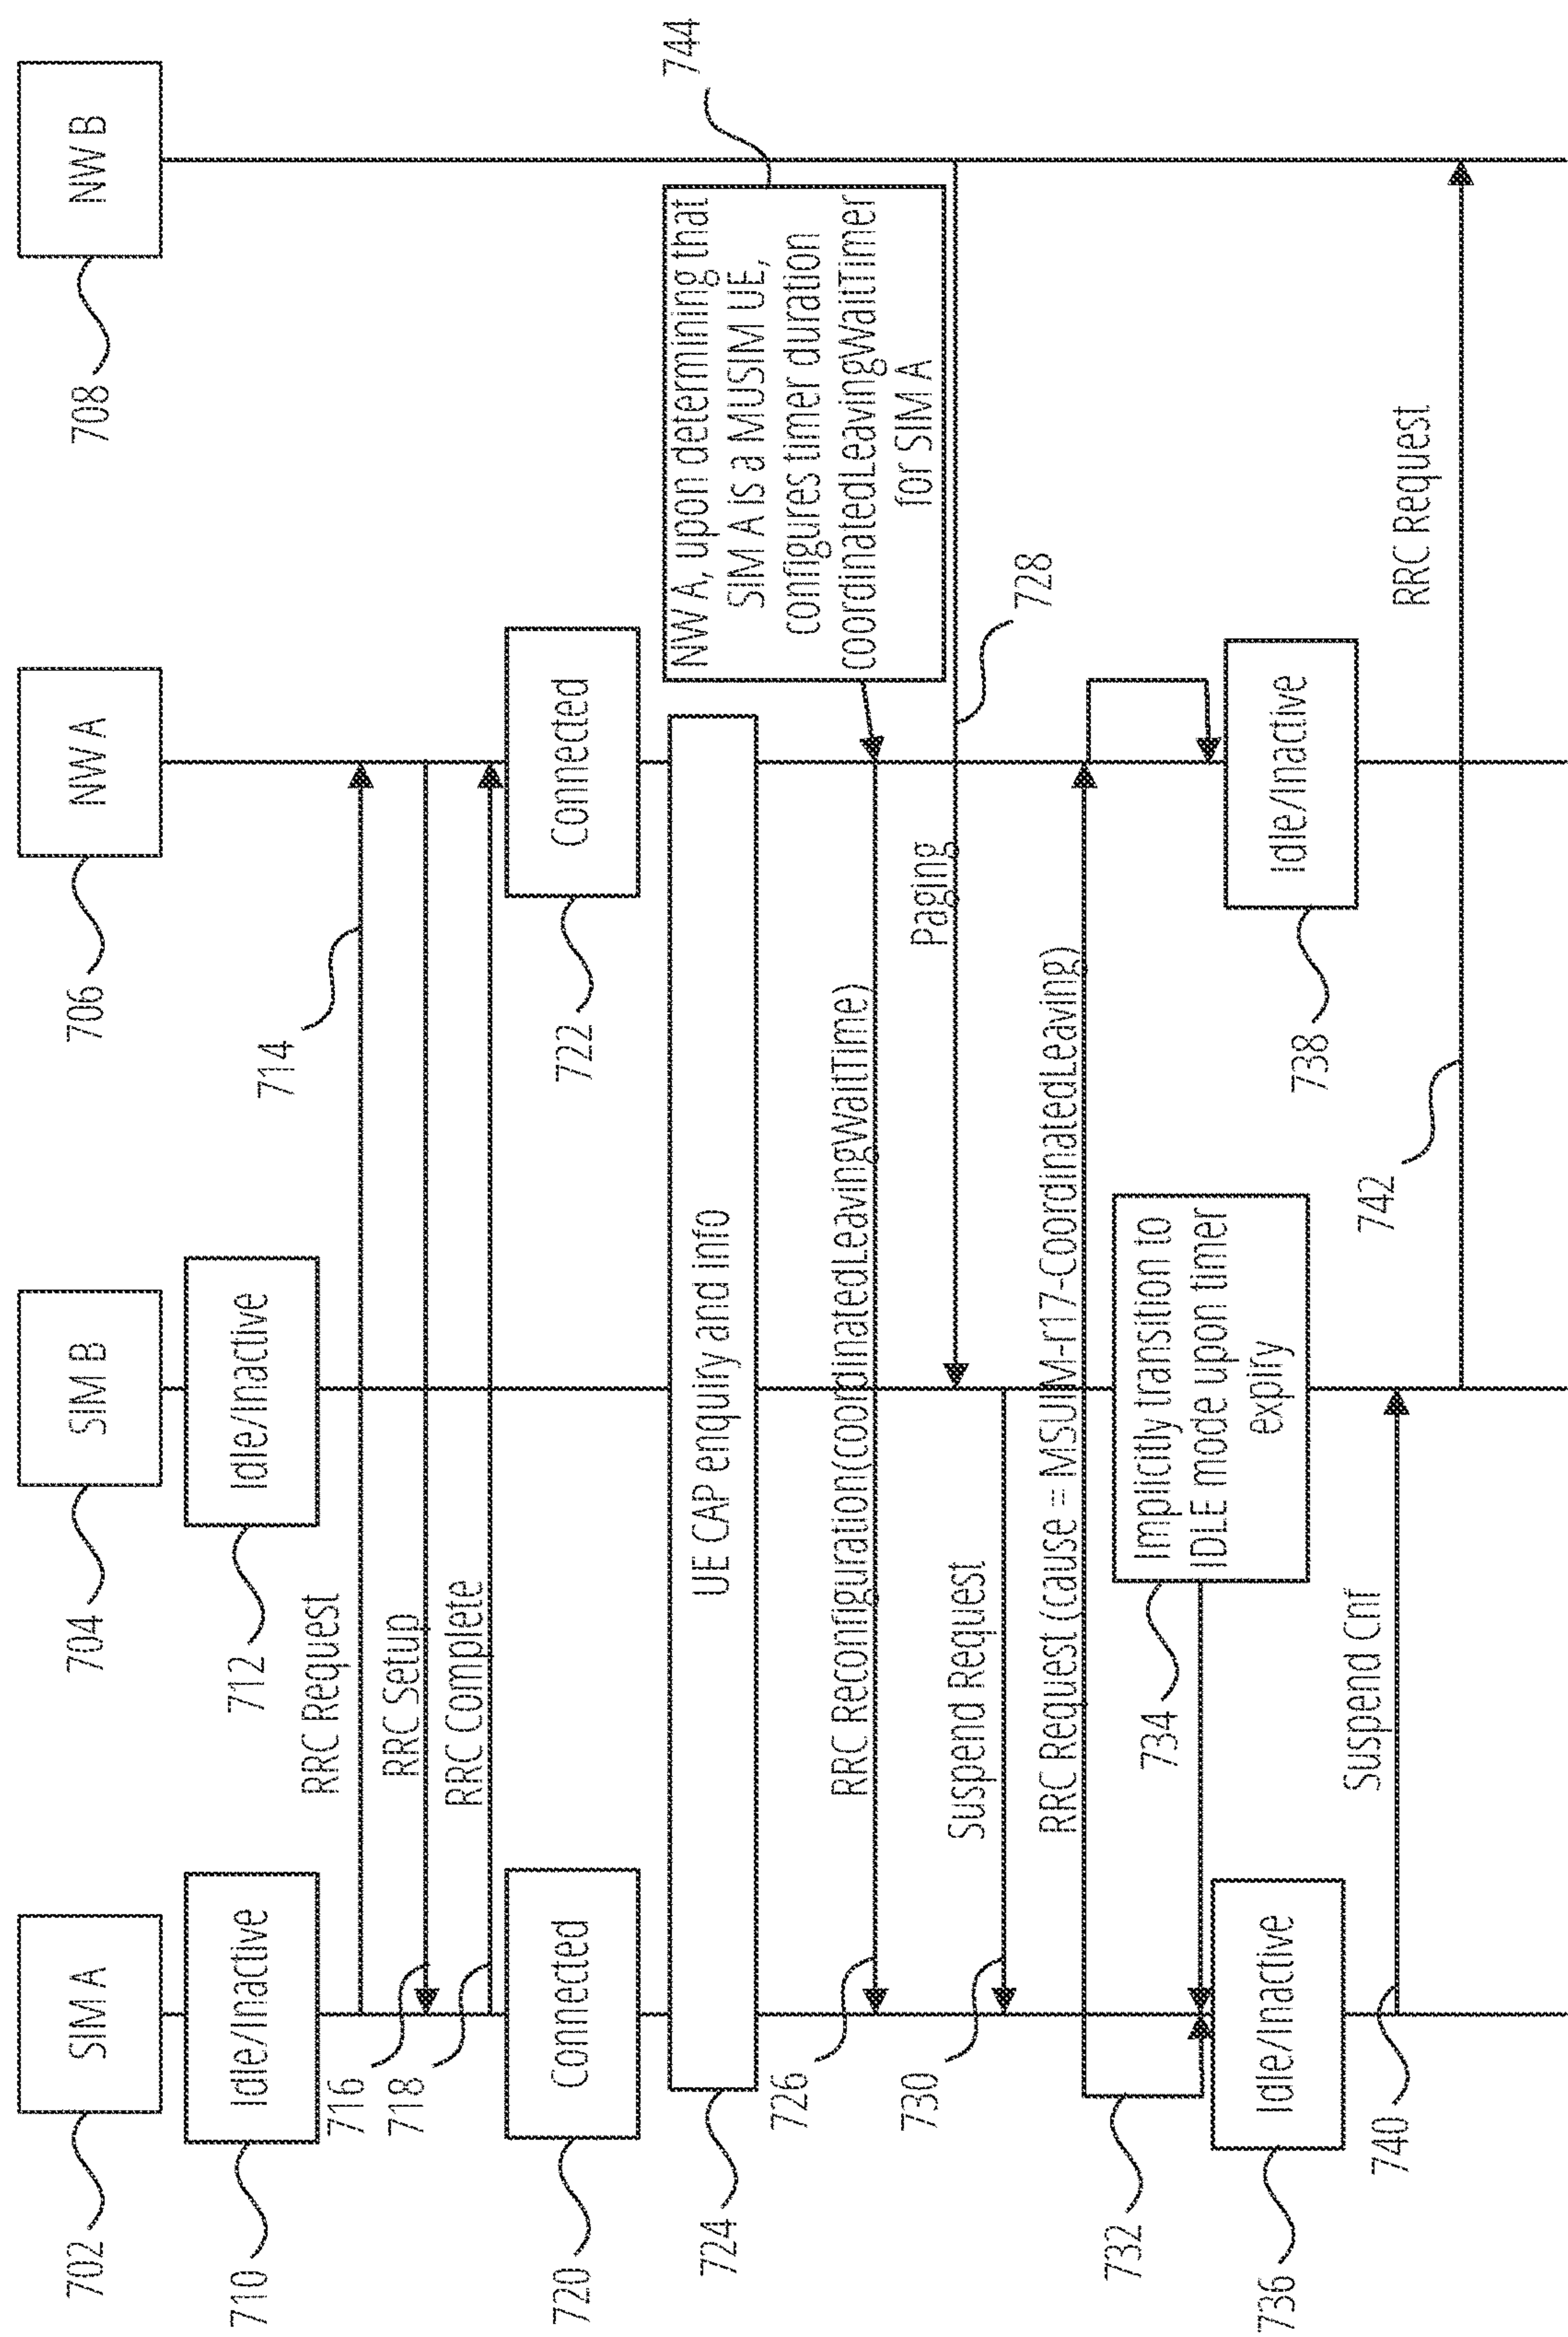 SIM A
SIM B
NW A
NW B
702
704
706
708
Idle/Inactive
Idle/Inactive
710
712
RRC Request
714
716
RRC Setup
718
RRC Complete
Connected
Connected
720
722
UE CAP enquiry and info
724
NW A, upon determining that
SIM A is a MUSIM UE,
configures timer duration
coordinatedLeavingWaitTimer
for SIM A
744
726
RRC Reconfiguration(coordinatedLeavingWaitTime)
Paging
728
730
Suspend Request
RRC Request (cause = MSUIM-r17-CoordinatedLeaving)
732
Implicitly transition to
IDLE mode upon timer
expiry
734
Idle/Inactive
Idle/Inactive
736
738
740
Suspend Cnf
742
RRC Request